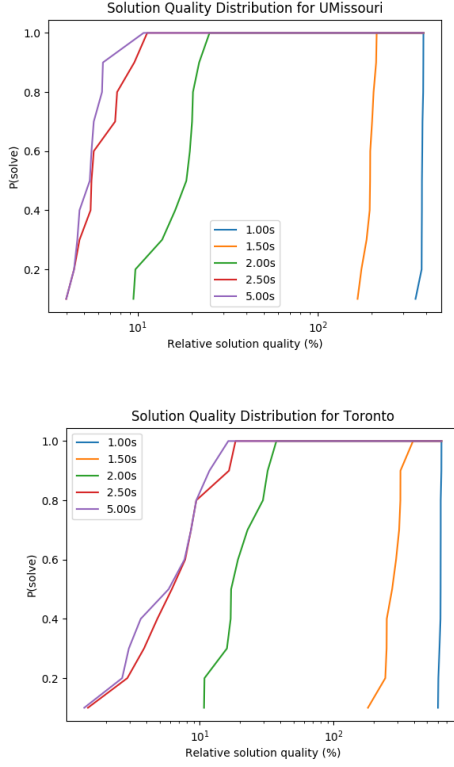 Solution Quality Distribution for UMissouri
1.0
0.8
0.6
0.4
0.2
P(solve)
1.00s
1.50s
2.00s
2.50s
5.00s
10¹
10²
Relative solution quality (%)
Solution Quality Distribution for Toronto
1.0
0.8
0.6
0.4
0.2
P(solve)
1.00s
1.50s
2.00s
2.50s
5.00s
10¹
10²
Relative solution quality (%)